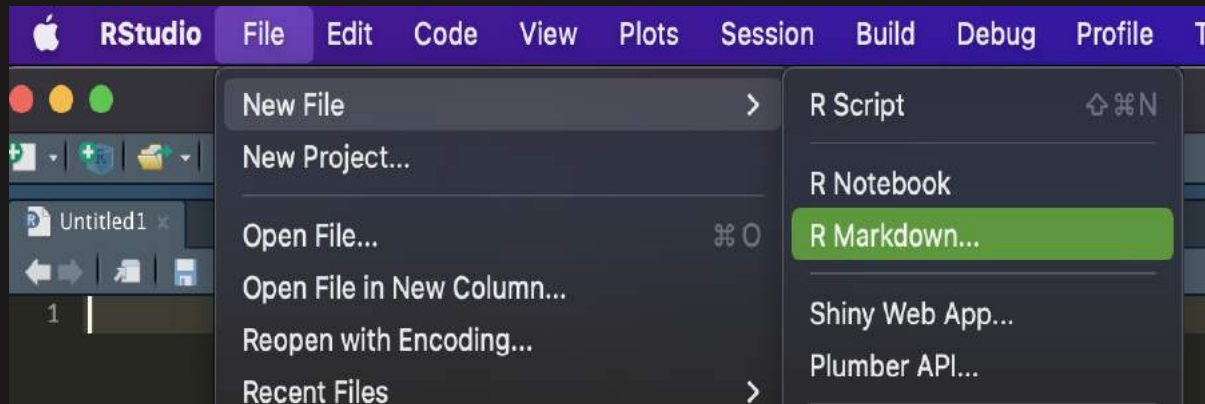 RStudio File Edit Code View Plots Session Build Debug Profile T
New File
New Project...
Open File... ⌘ O
Open File in New Column...
Reopen with Encoding...
Recent Files
R Script ⇧⌘N
R Notebook
R Markdown...
Shiny Web App...
Plumber API...
Untitled1
1